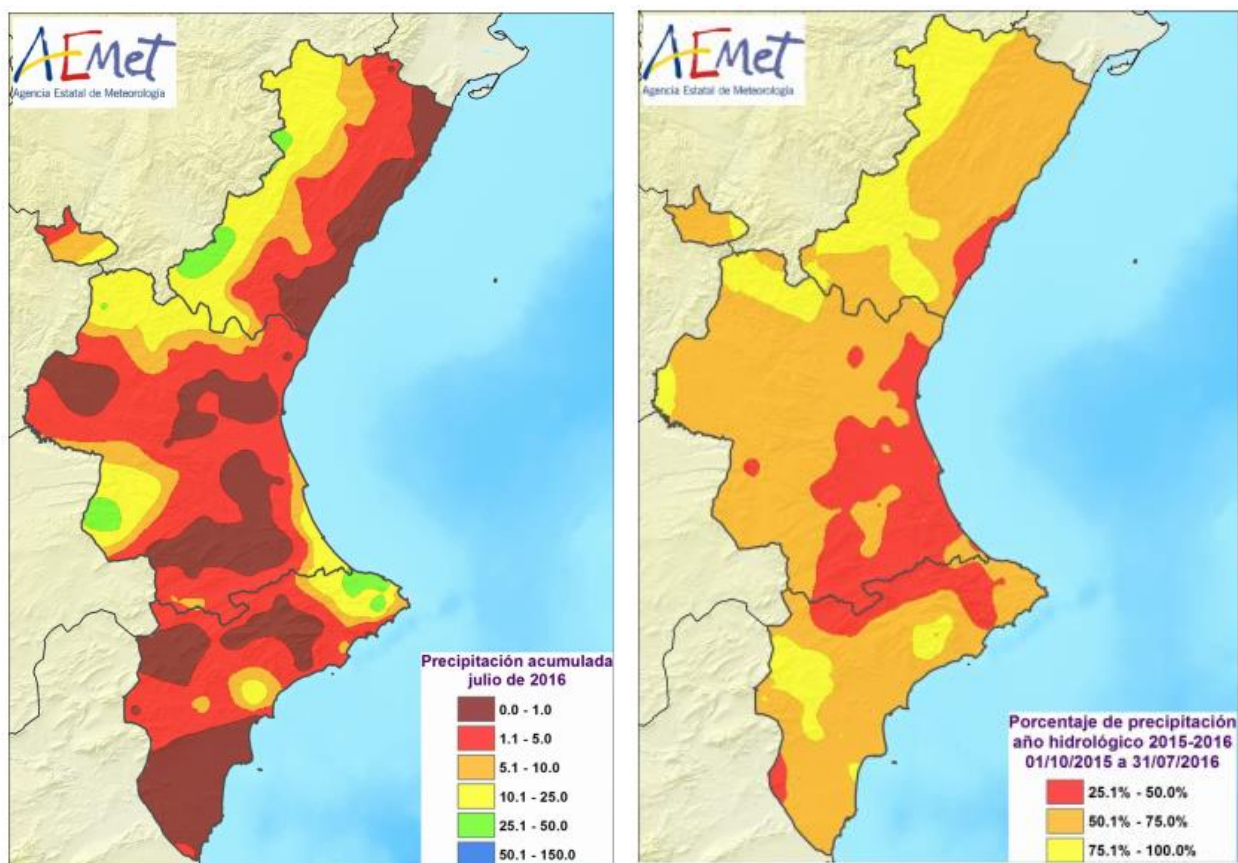 AEMet
Agencia Estatal de Meteorología
Precipitación acumulada
julio de 2016
0.0 - 1.0
1.1 - 5.0
5.1 - 10.0
10.1 - 25.0
25.1 - 50.0
50.1 - 150.0
AEMet
Agencia Estatal de Meteorología
Porcentaje de precipitación
año hidrológico 2015-2016
01/10/2015 a 31/07/2016
25.1% - 50.0%
50.1% - 75.0%
75.1% - 100.0%